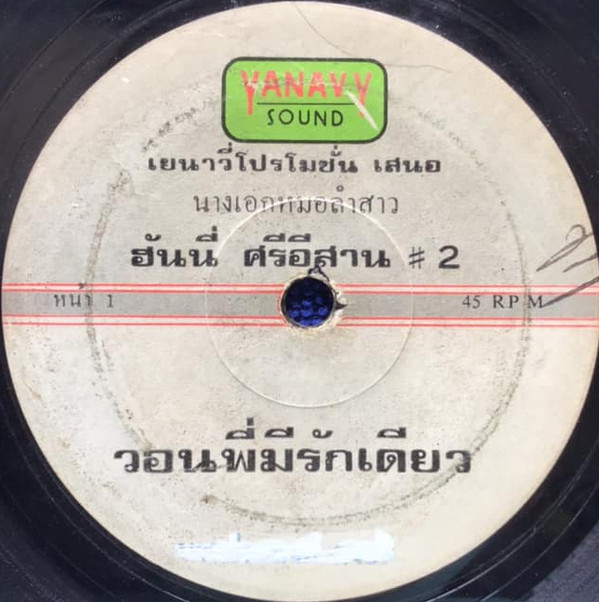 YANAVY
SOUND
เยนาวี่โปรโมชั่น เสนอ
นางเอกหมอลำสาว
ฮันนี่ ศรีอีสาน # 2
หน้า 1
45 RPM
วอนพี่มีรักเดียว